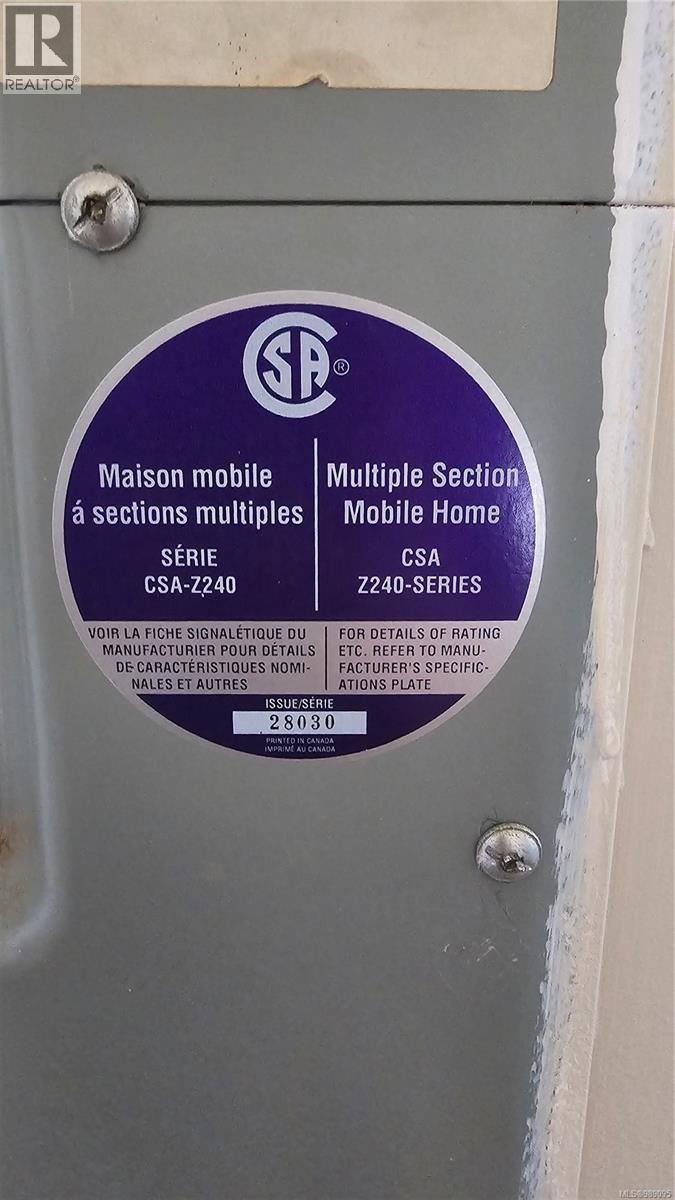 REALTOR®
CSA®
Maison mobile
á sections multiples
SÉRIE
CSA-Z240
Multiple Section
Mobile Home
CSA
Z240-SERIES
VOIR LA FICHE SIGNALÉTIQUE DU
MANUFACTURIER POUR DÉTAILS
DE CARACTÉRISTIQUES NOMI-
NALES ET AUTRES
FOR DETAILS OF RATING
ETC. REFER TO MANU-
FACTURER'S SPECIFIC-
ATIONS PLATE
ISSUE/SÉRIE
28030
PRINTED IN CANADA
IMPRIMÉ AU CANADA
MLS®989095